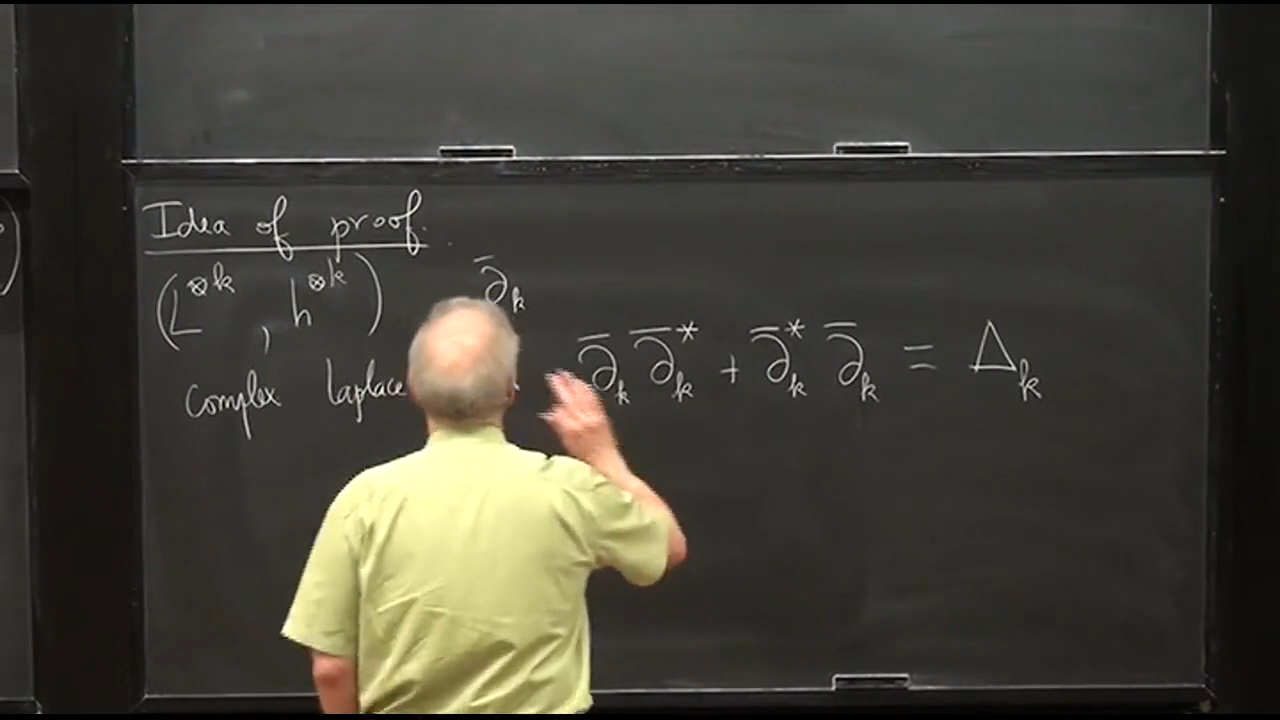 Idea of proof.
(L^{⊗k}, h^{⊗k}) ∂̄_k
Complex Laplace ∂̄_k ∂̄_k^* + ∂̄_k^* ∂̄_k = Δ_k